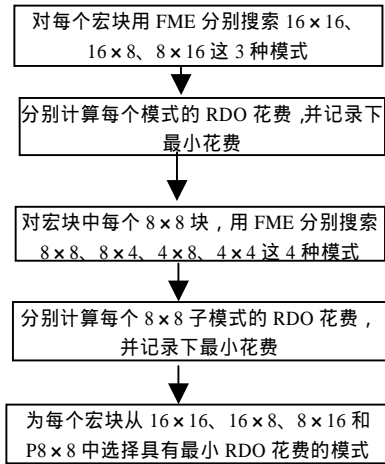 对每个宏块用 FME 分别搜索 16×16、
16×8、8×16 这 3 种模式
分别计算每个模式的 RDO 花费 ,并记录下
最小花费
对宏块中每个 8×8 块，用 FME 分别搜索
8×8、8×4、4×8、4×4 这 4 种模式
分别计算每个 8×8 子模式的 RDO 花费，
并记录下最小花费
为每个宏块从 16×16、16×8、8×16 和
P8×8 中选择具有最小 RDO 花费的模式